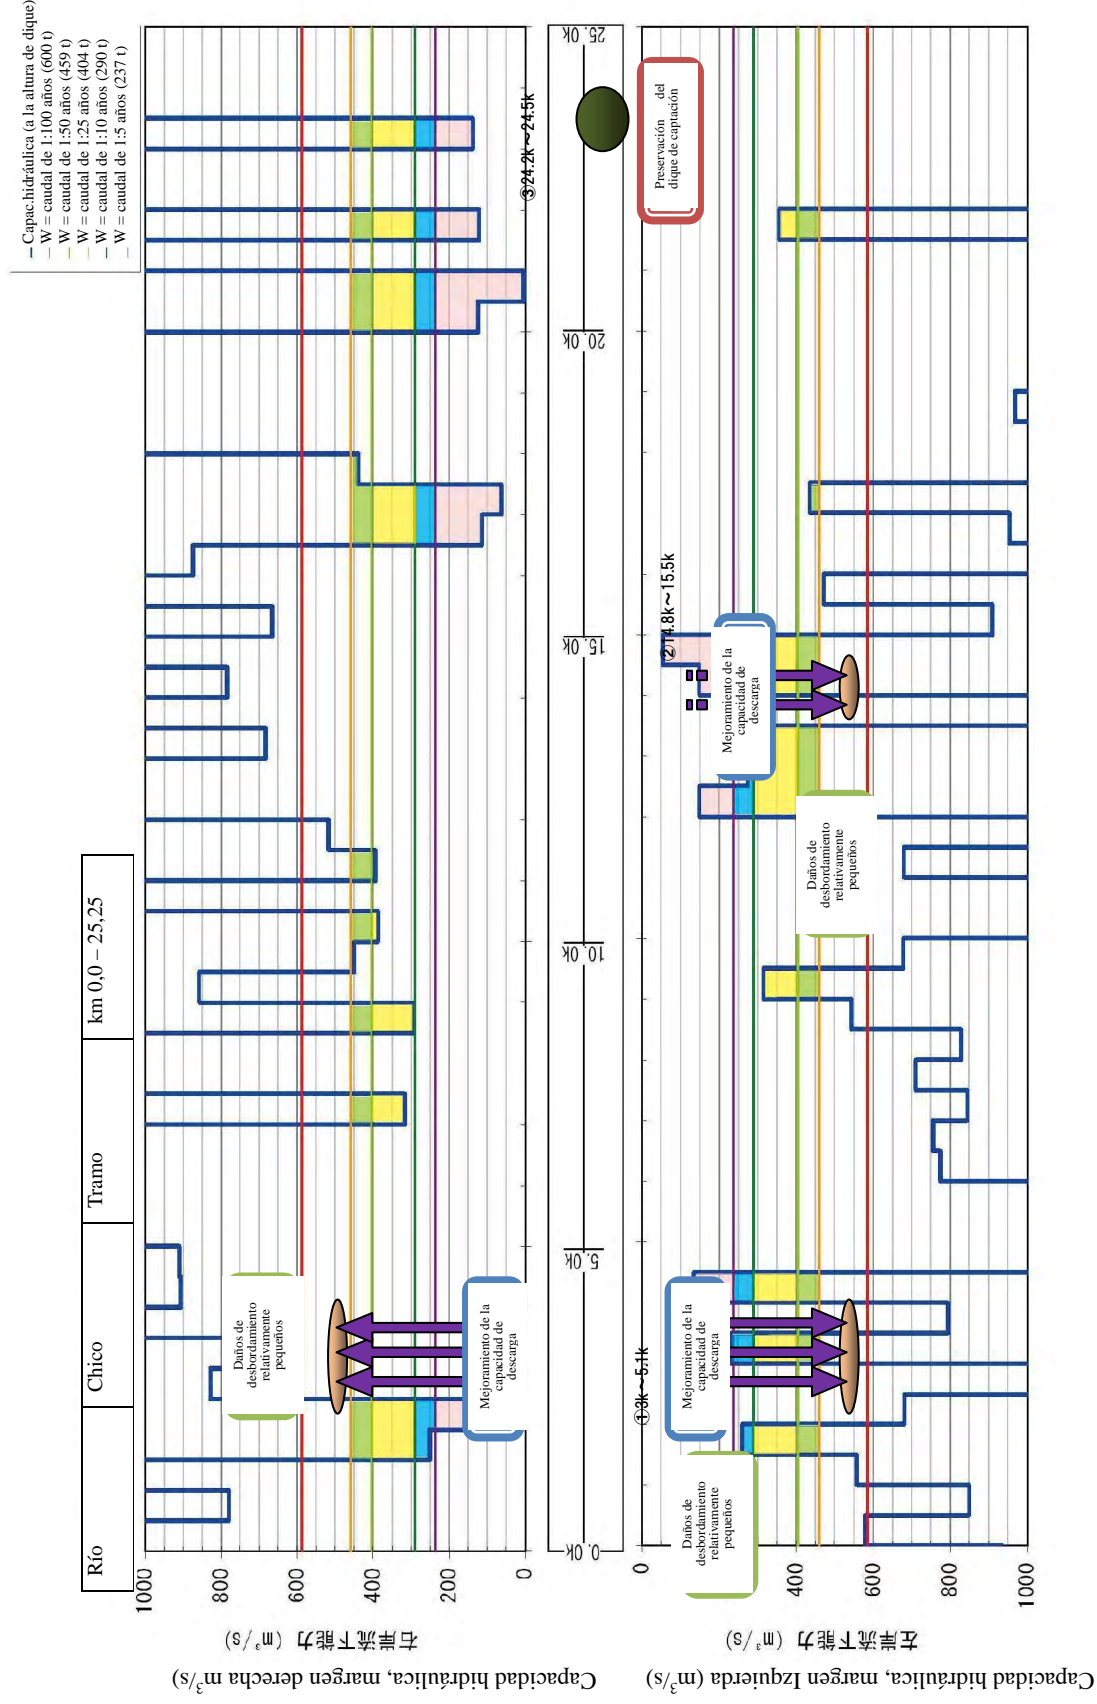 Río
Chico
Tramo
km 0,0 – 25,25
Capac.hidráulica (a la altura de dique)
W = caudal de 1:100 años (600 t)
W = caudal de 1:50 años (459 t)
W = caudal de 1:25 años (404 t)
W = caudal de 1:10 años (290 t)
W = caudal de 1:5 años (237 t)
Capacidad hidráulica, margen derecha m³/s)
右岸流下能力 (m³/s)
1000
800
600
400
200
0
Daños de
desbordamiento
relativamente
pequeños
Mejoramiento de la
capacidad de
descarga
③24.2k～24.5k
0.0k
5.0k
10.0k
15.0k
20.0k
25.0k
Preservación del
dique de captación
Capacidad hidráulica, margen Izquierda (m³/s)
左岸流下能力 (m³/s)
0
400
600
800
1000
①3k～5.1k
Daños de
desbordamiento
relativamente
pequeños
Mejoramiento de la
capacidad de
descarga
②14.8k～15.5k
Mejoramiento de la
capacidad de
descarga
Daños de
desbordamiento
relativamente
pequeños